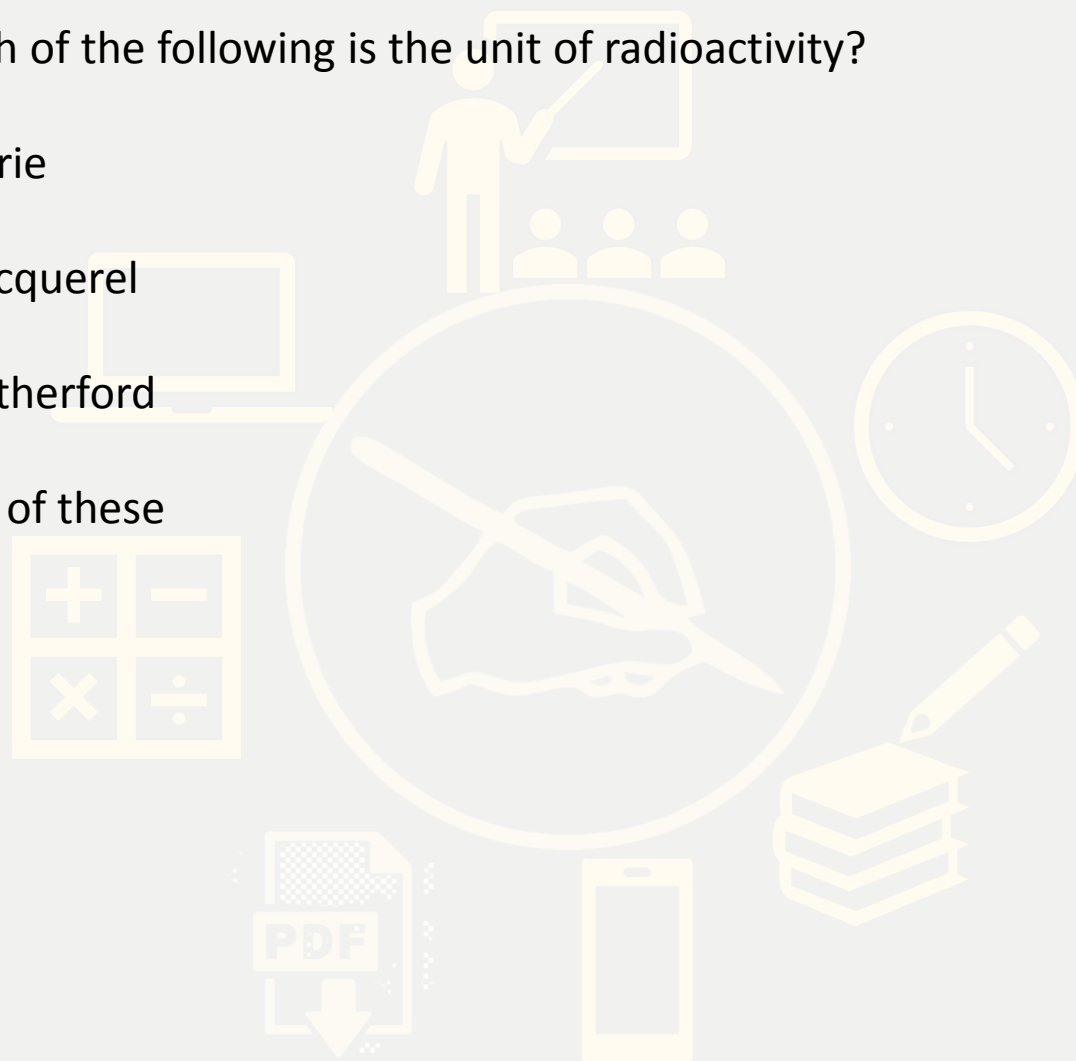 h of the following is the unit of radioactivity?
rie
cquerel
therford
of these
PDF